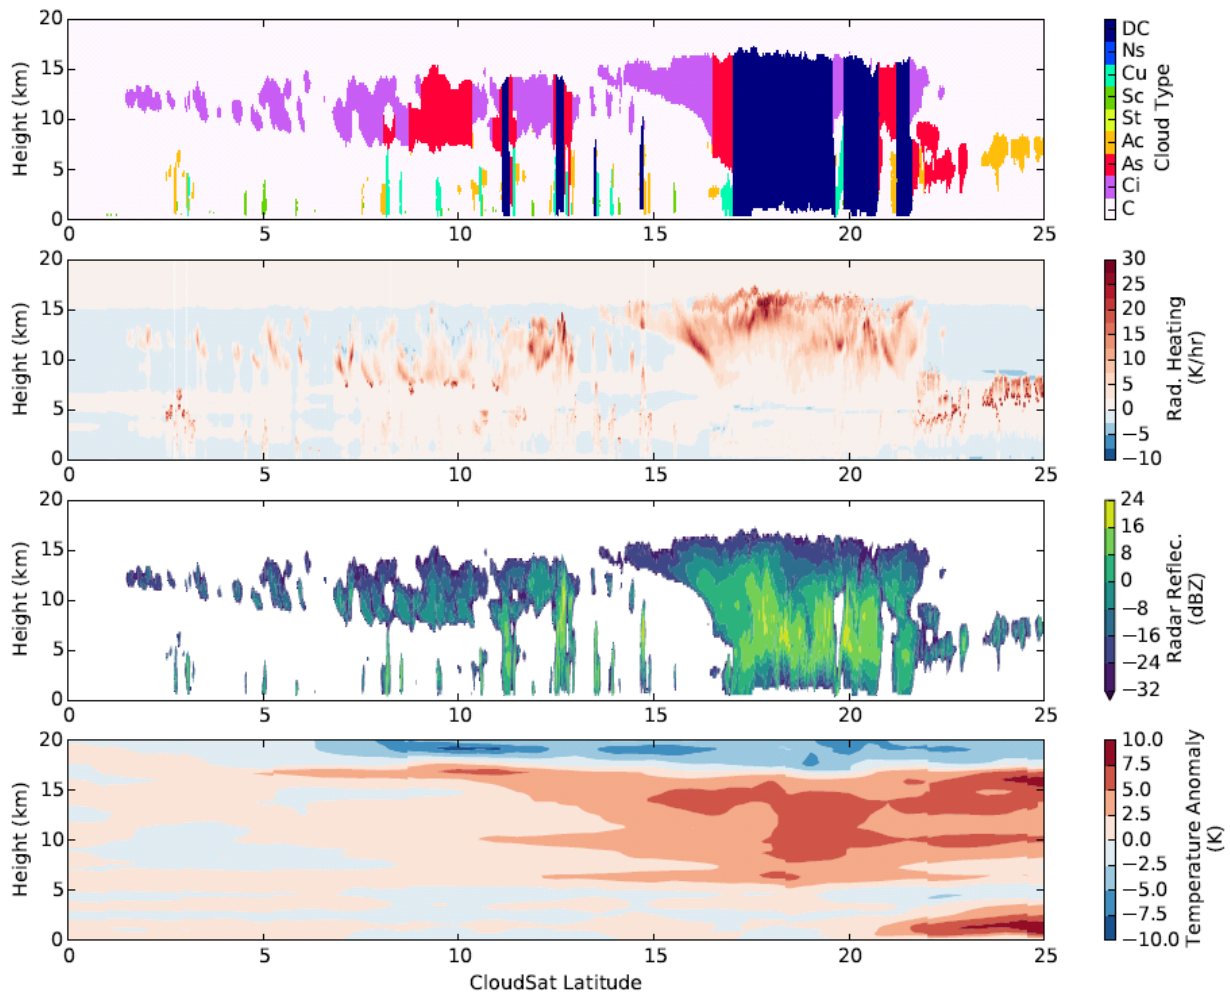 20
15
10
5
0
Height (km)
0 5 10 15 20 25
DC
Ns
Cu
Sc
St
Ac
As
Ci
C
Cloud Type
20
15
10
5
0
Height (km)
0 5 10 15 20 25
30
25
20
15
10
5
0
−5
−10
Rad. Heating
(K/hr)
20
15
10
5
0
Height (km)
0 5 10 15 20 25
24
16
8
0
−8
−16
−24
−32
Radar Reflec.
(dBZ)
20
15
10
5
0
Height (km)
0 5 10 15 20 25
CloudSat Latitude
10.0
7.5
5.0
2.5
0.0
−2.5
−5.0
−7.5
−10.0
Temperature Anomaly
(K)